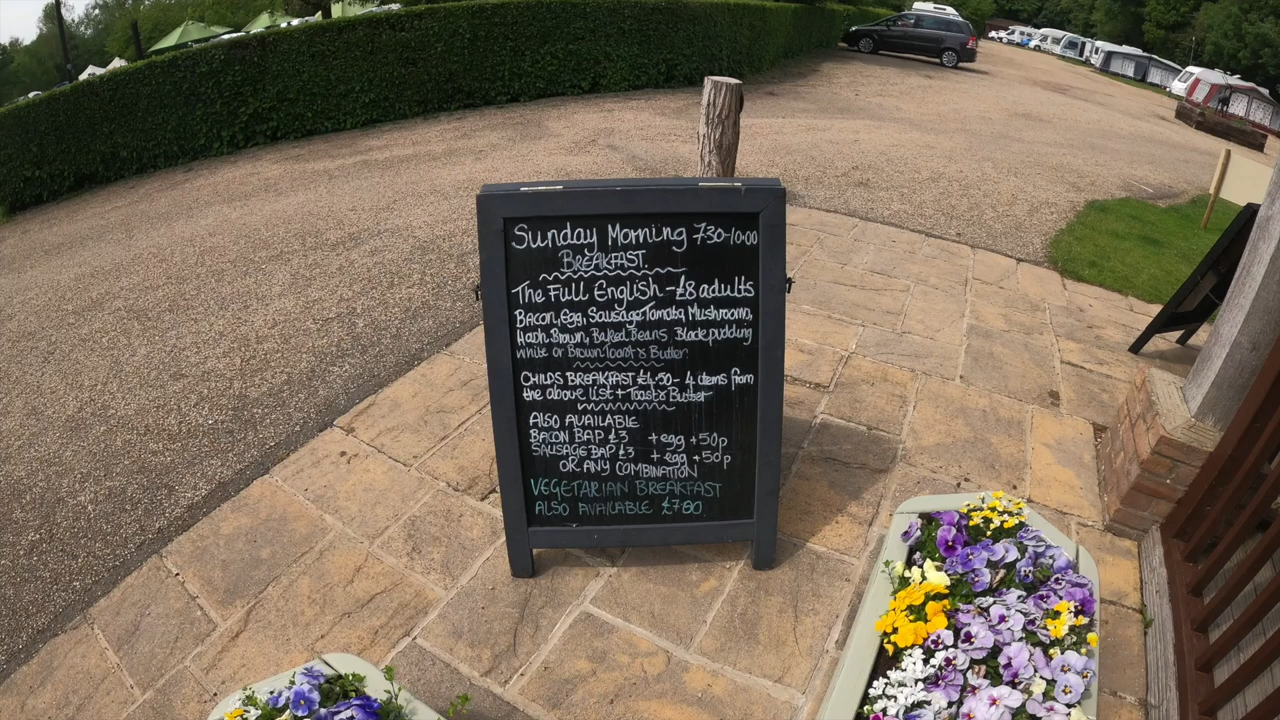 Sunday Morning 7.30-10.00
BREAKFAST.
The Full English - £8 adults
Bacon, Egg, Sausage Tomato, Mushrooms,
Hash Brown, Baked Beans, Black pudding
white or Brown Toast & Butter.
CHILDS BREAKFAST £4.50 - 4 items from
the above list + Toast & Butter
ALSO AVAILABLE
BACON BAP £3 + egg +50p
SAUSAGE BAP £3 + egg +50p
OR ANY COMBINATION
VEGETARIAN BREAKFAST
ALSO AVAILABLE £7.00.